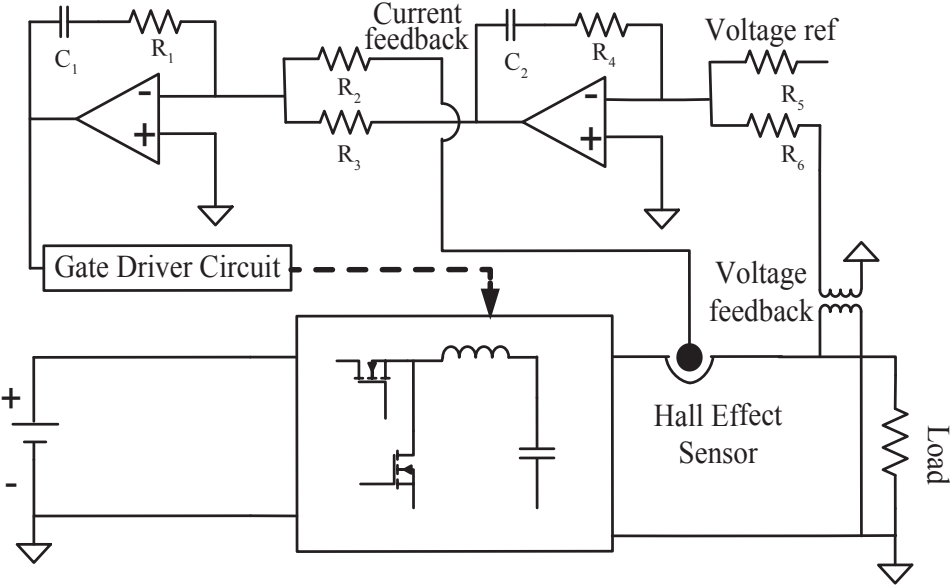 Current
feedback
Voltage ref
C1
R1
R2
R3
C2
R4
R5
R6
-
+
-
+
Gate Driver Circuit
Voltage
feedback
+
-
Hall Effect
Sensor
Load